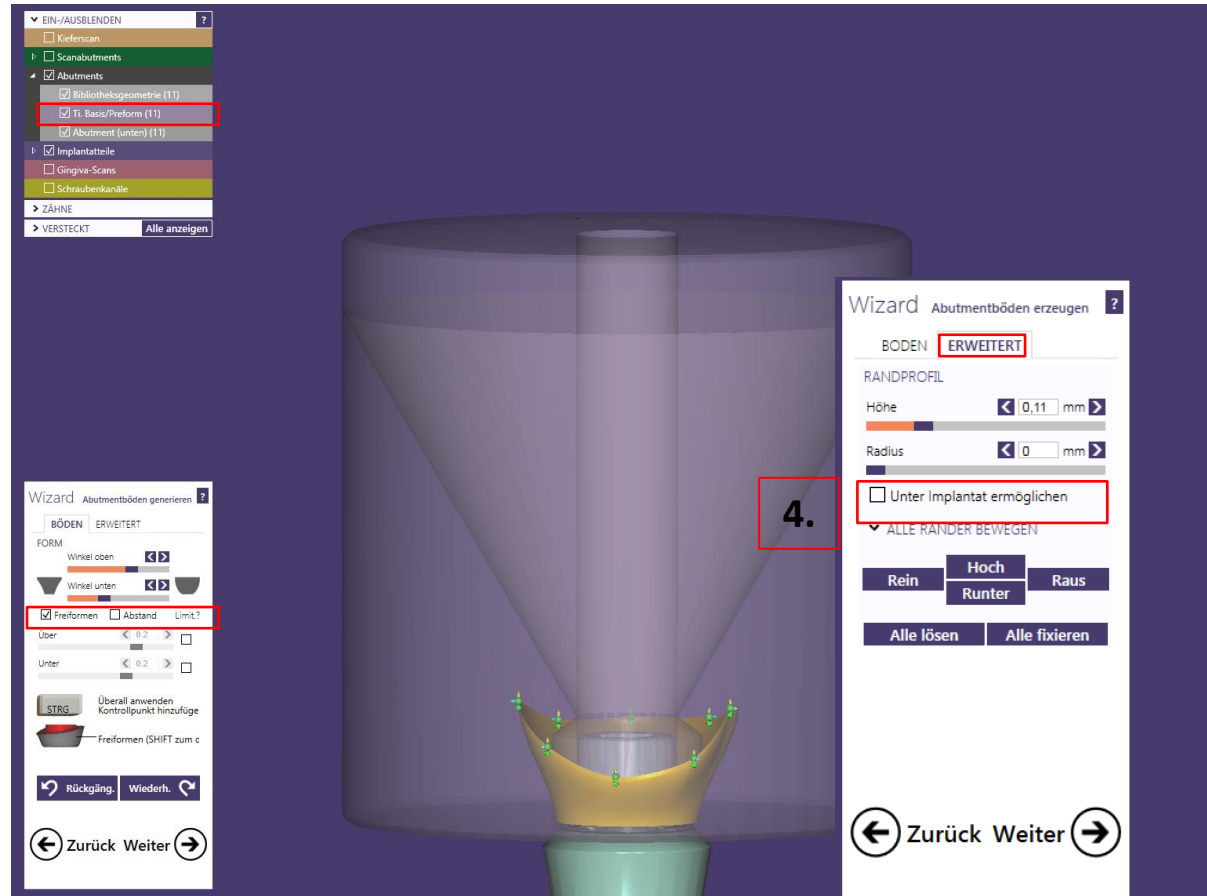 EIN-/AUSBLENDEN ?
Kieferscan
Scanabutments
Abutments
Bibliotheksgeometrie (11)
Ti. Basis/Preform (11)
Abutment (unten) (11)
Implantatteile
Gingiva-Scans
Schraubenkanäle
ZÄHNE
VERSTECKT Alle anzeigen
Wizard Abutmentböden generieren ?
BÖDEN ERWEITERT
FORM
Winkel oben
Winkel unten
Freiformen Abstand Limit.?
Über 0.2
Unter 0.2
STRG Überall anwenden
Kontrollpunkt hinzufüge
Freiformen (SHIFT zum c
Rückgäng. Wiederh.
Zurück Weiter
4.
Wizard Abutmentböden erzeugen ?
BODEN ERWEITERT
RANDPROFIL
Höhe 0,11 mm
Radius 0 mm
Unter Implantat ermöglichen
ALLE RÄNDER BEWEGEN
Rein Hoch Raus
Runter
Alle lösen Alle fixieren
Zurück Weiter